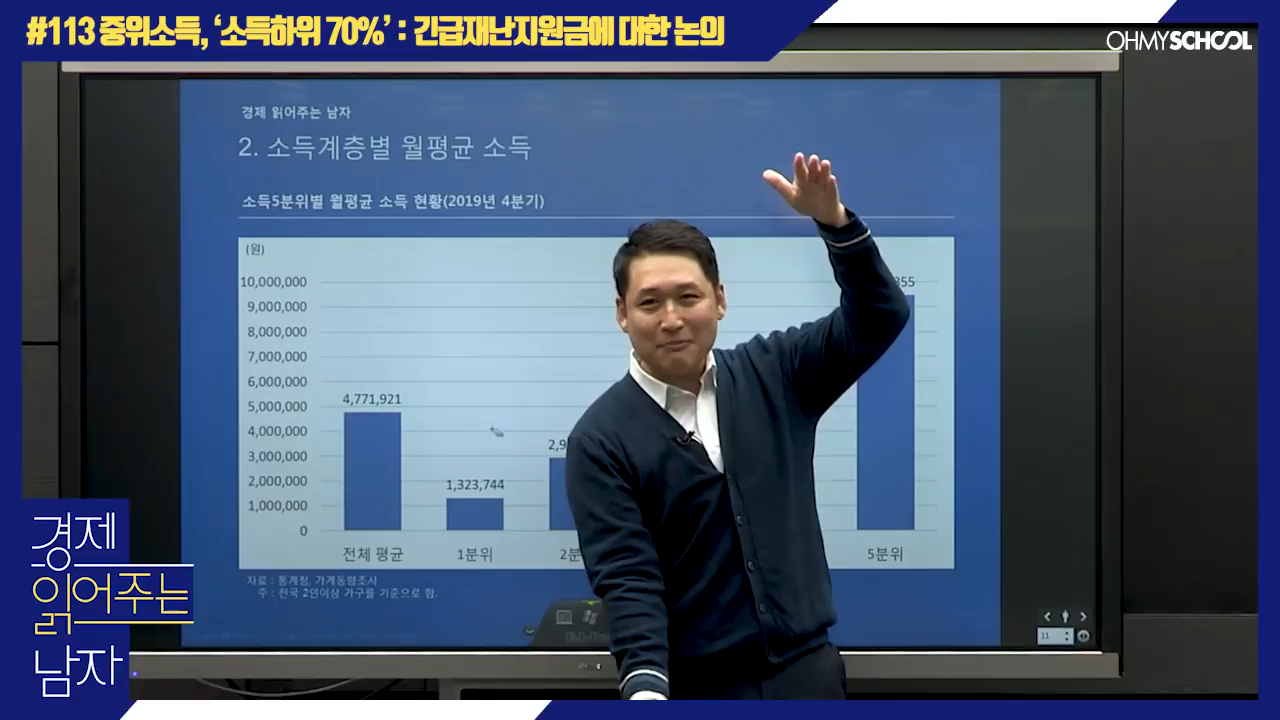 #113 중위소득, ‘소득하위 70%’ : 긴급재난지원금에 대한 논의
OHMYSCHOOL
경제 읽어주는 남자
2. 소득계층별 월평균 소득
소득5분위별 월평균 소득 현황(2019년 4분기)
(원)
10,000,000
9,000,000
8,000,000
7,000,000
6,000,000
5,000,000
4,000,000
3,000,000
2,000,000
1,000,000
0
4,771,921
1,323,744
2,9
355
전체 평균
1분위
2분
5분위
자료 : 통계청, 가계동향조사
주 : 전국 2인이상 가구를 기준으로 함.
11
경제
읽어주는
남자